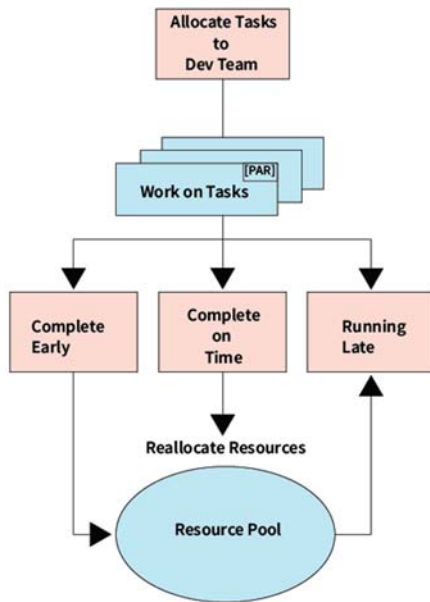 Allocate Tasks
to
Dev Team
[PAR]
Work on Tasks
Complete
Early
Complete
on
Time
Running
Late
Reallocate Resources
Resource Pool